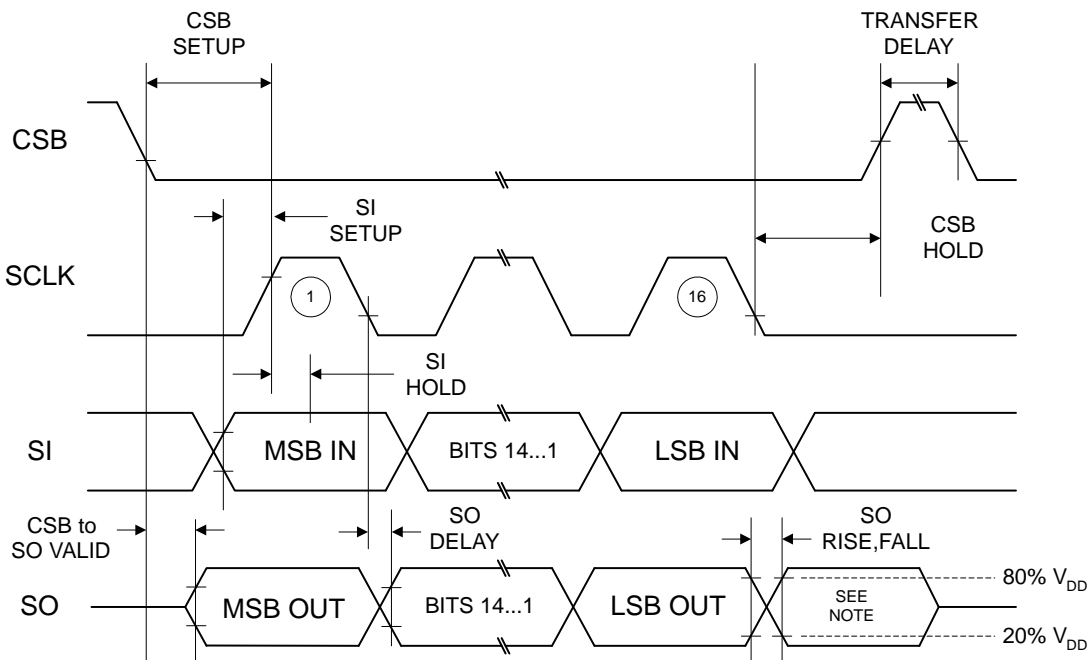 CSB
SETUP
TRANSFER
DELAY
CSB
SI
SETUP
CSB
HOLD
SCLK
1
16
SI
HOLD
SI
MSB IN
BITS 14...1
LSB IN
CSB to
SO VALID
SO
DELAY
SO
RISE,FALL
SO
MSB OUT
BITS 14...1
LSB OUT
SEE
NOTE
80% VDD
20% VDD